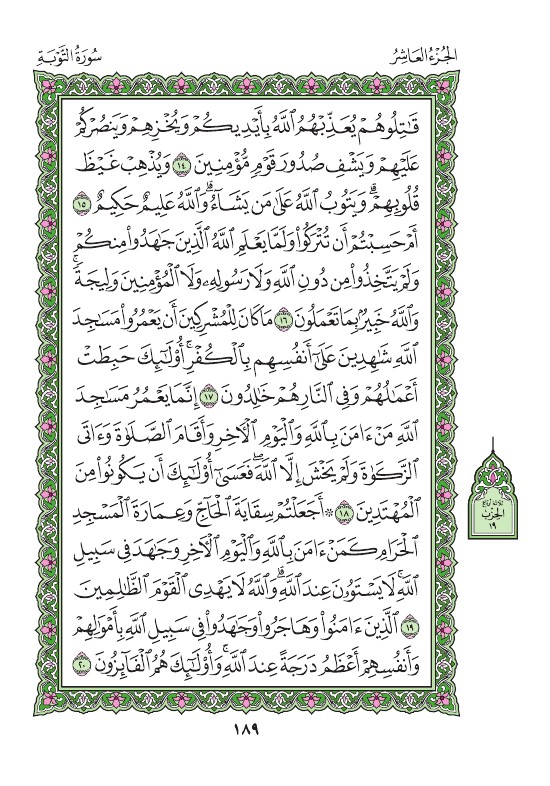 الجُزْءُ العَاشِرُ
سُورَةُ التَّوْبَةِ
قَٰتِلُوهُمْ يُعَذِّبْهُمُ ٱللَّهُ بِأَيْدِيكُمْ وَيُخْزِهِمْ وَيَنصُرْكُمْ
عَلَيْهِمْ وَيَشْفِ صُدُورَ قَوْمٍ مُّؤْمِنِينَ ١٤ وَيُذْهِبْ غَيْظَ
قُلُوبِهِمْۗ وَيَتُوبُ ٱللَّهُ عَلَىٰ مَن يَشَآءُۗ وَٱللَّهُ عَلِيمٌ حَكِيمٌ ١٥
أَمْ حَسِبْتُمْ أَن تُتْرَكُوا۟ وَلَمَّا يَعْلَمِ ٱللَّهُ ٱلَّذِينَ جَٰهَدُوا۟ مِنكُمْ
وَلَمْ يَتَّخِذُوا۟ مِن دُونِ ٱللَّهِ وَلَا رَسُولِهِۦ وَلَا ٱلْمُؤْمِنِينَ وَلِيجَةًۚ
وَٱللَّهُ خَبِيرٌۢ بِمَا تَعْمَلُونَ ١٦ مَا كَانَ لِلْمُشْرِكِينَ أَن يَعْمُرُوا۟ مَسَٰجِدَ
ٱللَّهِ شَٰهِدِينَ عَلَىٰٓ أَنفُسِهِم بِٱلْكُفْرِۚ أُو۟لَٰٓئِكَ حَبِطَتْ
أَعْمَٰلُهُمْ وَفِى ٱلنَّارِ هُمْ خَٰلِدُونَ ١٧ إِنَّمَا يَعْمُرُ مَسَٰجِدَ
ٱللَّهِ مَنْ ءَامَنَ بِٱللَّهِ وَٱلْيَوْمِ ٱلْءَاخِرِ وَأَقَامَ ٱلصَّلَوٰةَ وَءَاتَى
ٱلزَّكَوٰةَ وَلَمْ يَخْشَ إِلَّا ٱللَّهَۖ فَعَسَىٰٓ أُو۟لَٰٓئِكَ أَن يَكُونُوا۟ مِنَ
ٱلْمُهْتَدِينَ ١٨ ۞ أَجَعَلْتُمْ سِقَايَةَ ٱلْحَآجِّ وَعِمَارَةَ ٱلْمَسْجِدِ
ٱلْحَرَامِ كَمَنْ ءَامَنَ بِٱللَّهِ وَٱلْيَوْمِ ٱلْءَاخِرِ وَجَٰهَدَ فِى سَبِيلِ
ٱللَّهِۚ لَا يَسْتَوُۥنَ عِندَ ٱللَّهِۗ وَٱللَّهُ لَا يَهْدِى ٱلْقَوْمَ ٱلظَّٰلِمِينَ
١٩ ٱلَّذِينَ ءَامَنُوا۟ وَهَاجَرُوا۟ وَجَٰهَدُوا۟ فِى سَبِيلِ ٱللَّهِ بِأَمْوَٰلِهِمْ
وَأَنفُسِهِمْ أَعْظَمُ دَرَجَةً عِندَ ٱللَّهِۚ وَأُو۟لَٰٓئِكَ هُمُ ٱلْفَآئِزُونَ ٢٠
ثلاثة أرباع
الحزب
١٩
١٨٩